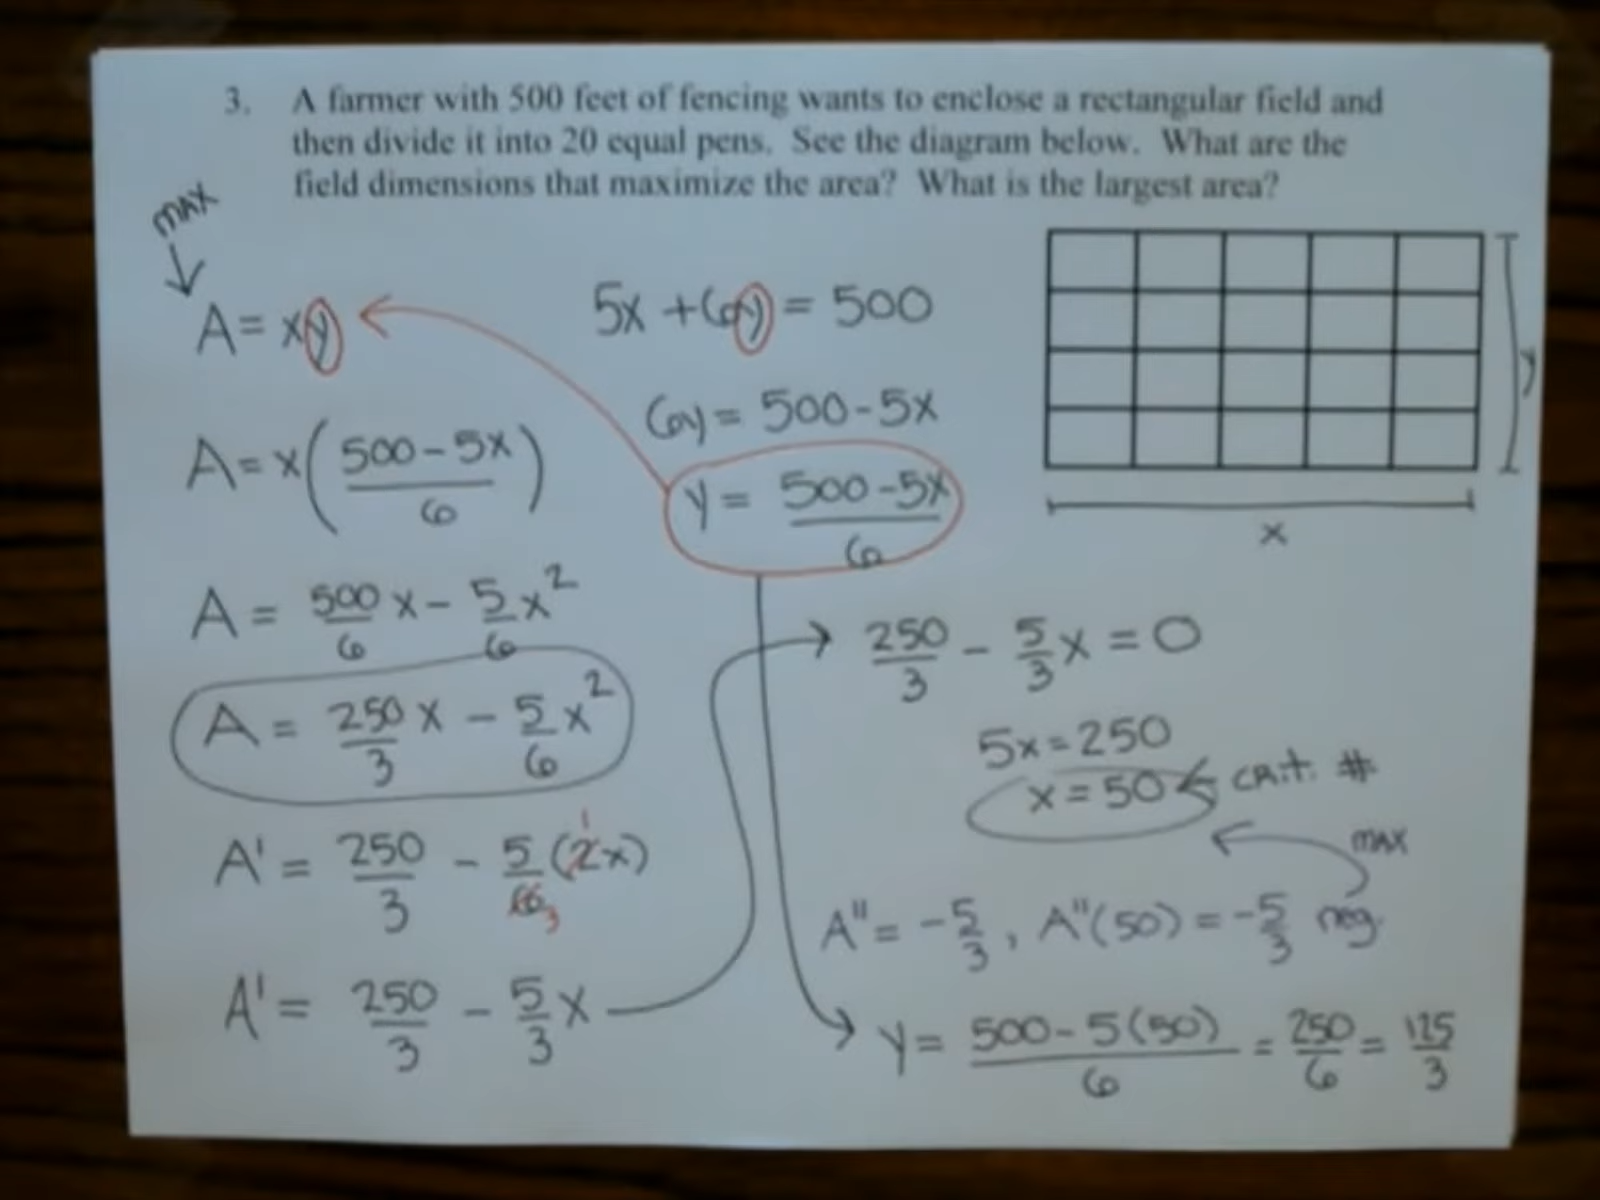 3. A farmer with 500 feet of fencing wants to enclose a rectangular field and
then divide it into 20 equal pens. See the diagram below. What are the
field dimensions that maximize the area? What is the largest area?
MAX
A = xy
A = x(500 - 5x / 6)
A = 500/6 x - 5/6 x²
A = 250/3 x - 5/6 x²
A' = 250/3 - 5/6 (2x) 1 3
A' = 250/3 - 5/3 x
5x + 6y = 500
6y = 500 - 5x
y = 500 - 5x / 6
y
x
250/3 - 5/3 x = 0
5x = 250
x = 50 ← CRIT. #
MAX
A'' = -5/3, A''(50) = -5/3 neg.
y = 500 - 5(50) / 6 = 250/6 = 125/3